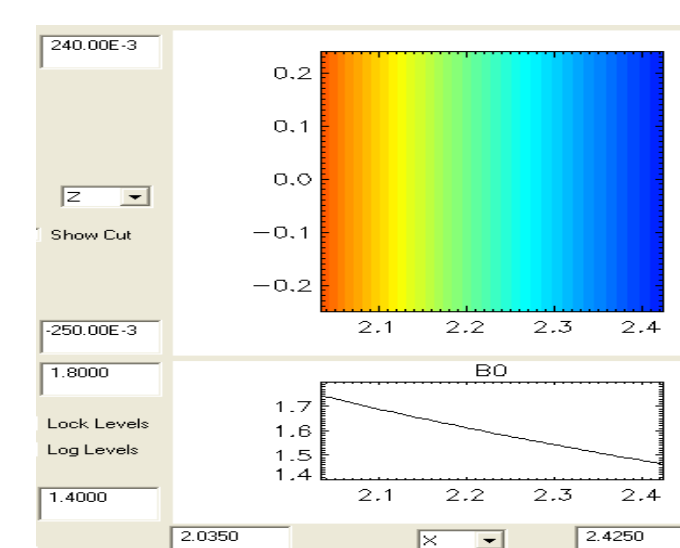 240.00E-3
0.2
0.1
0.0
Z
Show Cut
−0.1
−0.2
-250.00E-3
2.1 2.2 2.3 2.4
1.8000
B0
1.7
Lock Levels
1.6
Log Levels
1.5
1.4
1.4000
2.1 2.2 2.3 2.4
2.0350 X 2.4250